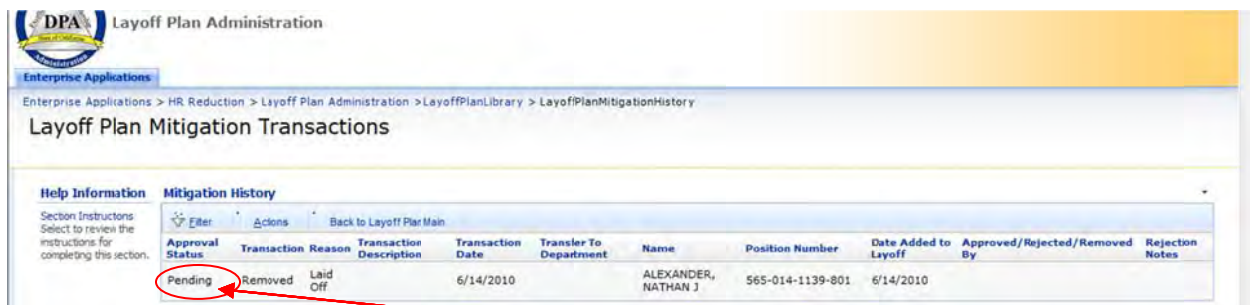 DPA
State of California
Administration
Layoff Plan Administration
Enterprise Applications
Enterprise Applications > HR Reduction > Layoff Plan Administration >LayoffPlanLibrary > LayoffPlanMitigationHistory
Layoff Plan Mitigation Transactions
Help Information
Section Instructions
Select to review the
instructions for
completing this section.
Mitigation History
Filter Actions Back to Layoff Plan Main
Approval Status Transaction Reason Transaction Description Transaction Date Transfer To Department Name Position Number Date Added to Layoff Approved/Rejected/Removed By Rejection Notes
Pending Removed Laid Off 6/14/2010 ALEXANDER, NATHAN J 565-014-1139-801 6/14/2010